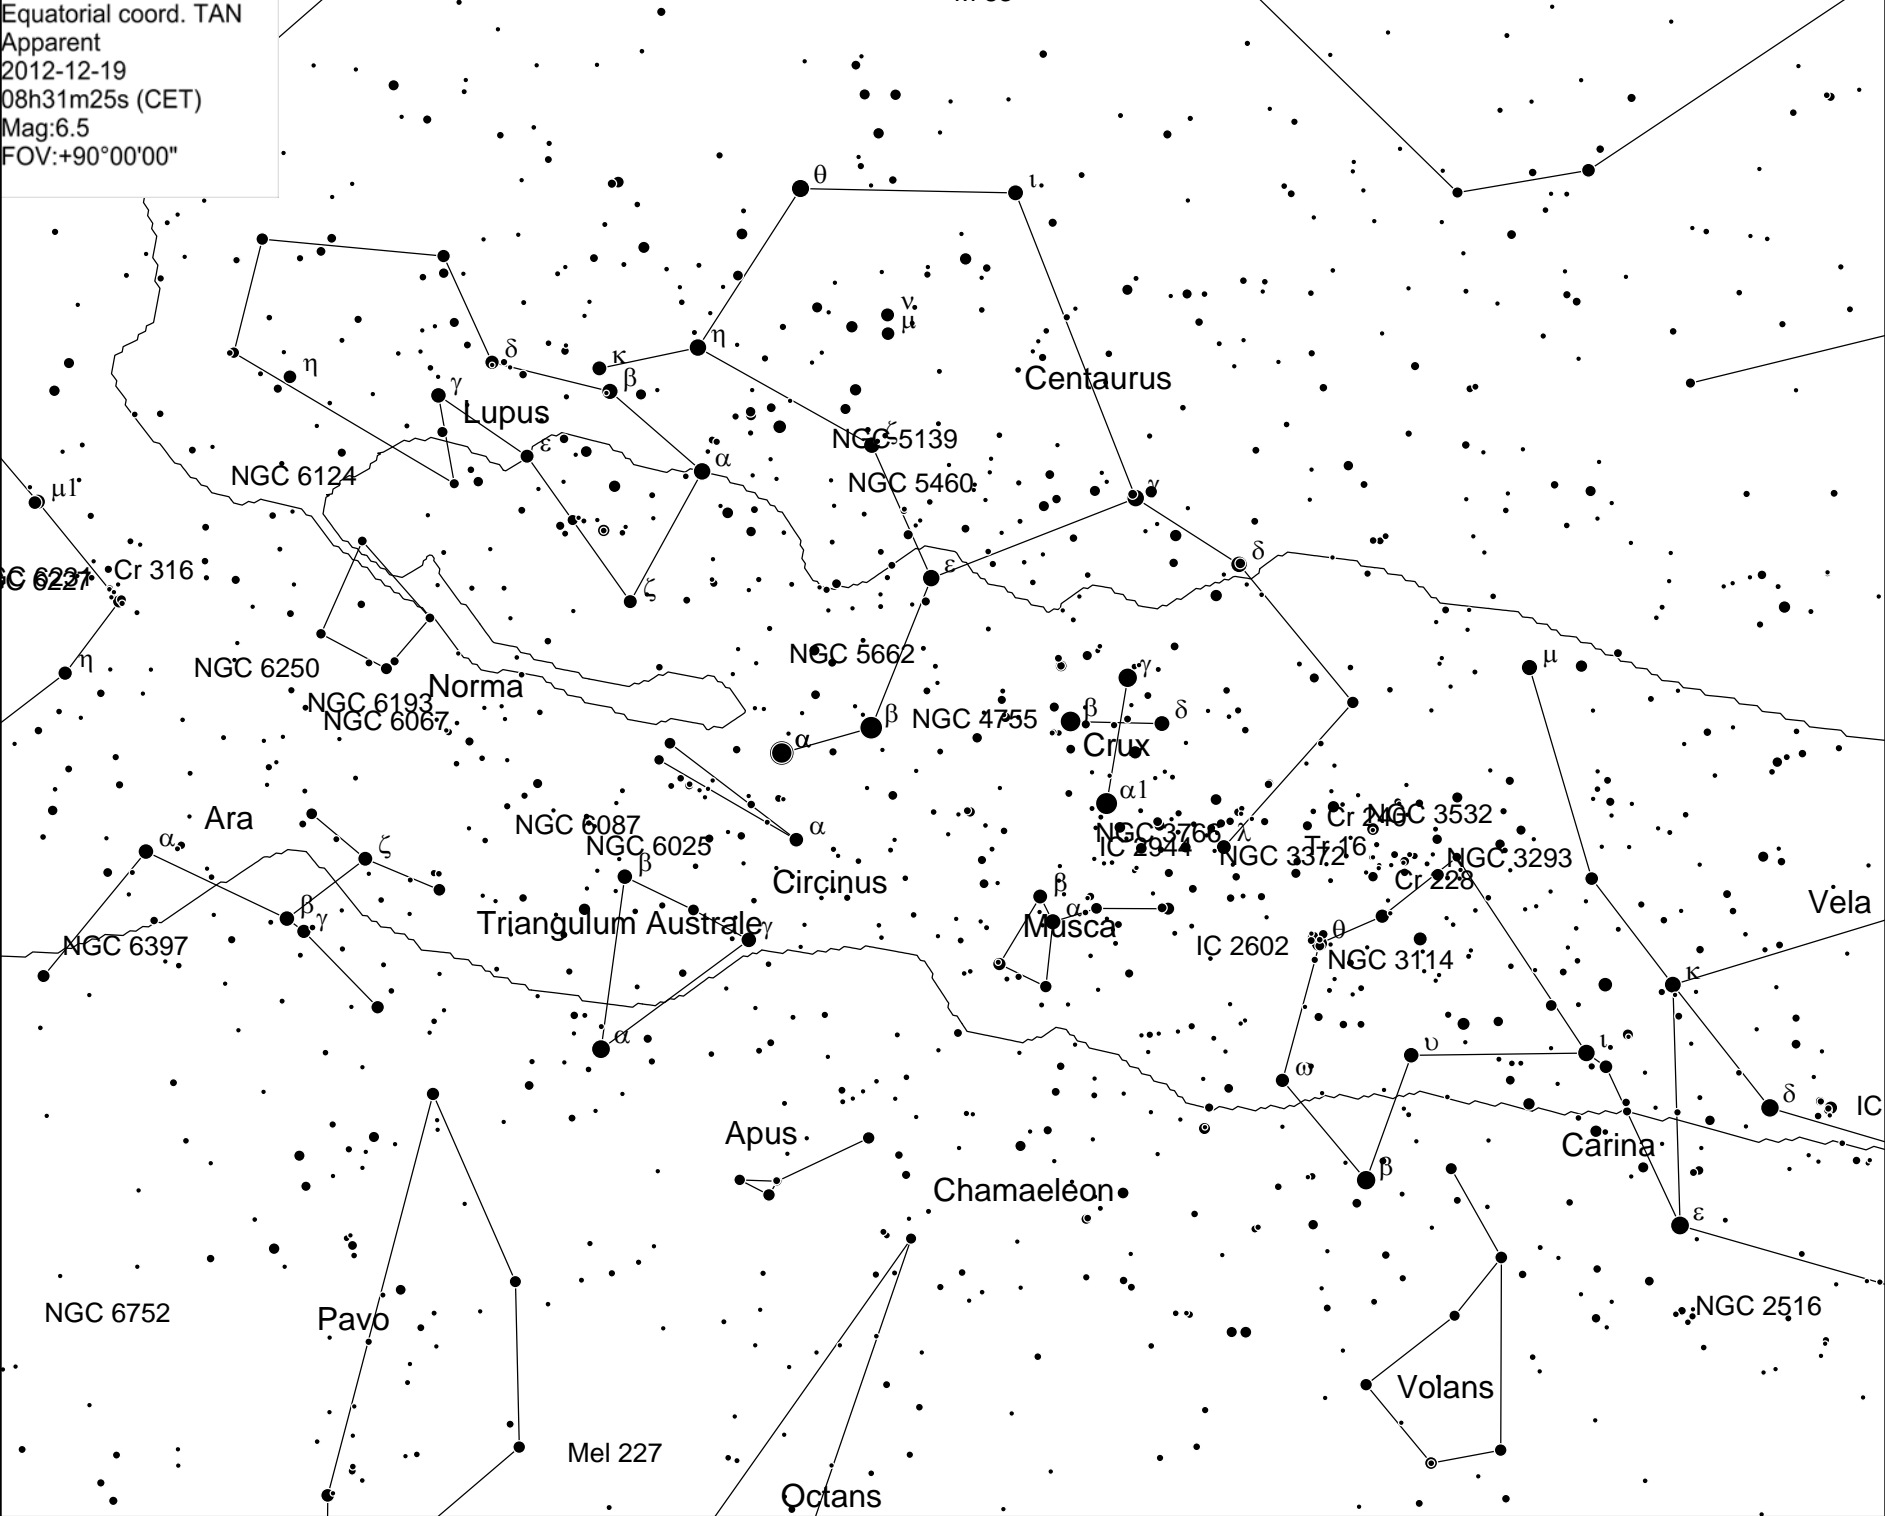 Equatorial coord. TAN
Apparent
2012-12-19
08h31m25s (CET)
Mag:6.5
FOV:+90°00'00"
θ
ι
ν
μ
η
κ
δ
β
η
γ
Lupus
Centaurus
NGC 5139
ζ
ε
α
NGC 6124
NGC 5460
γ
μ1
δ
Cr 316
ε
ζ
NGC 5662
μ
η
NGC 6250
γ
Norma
NGC 6193
NGC 6067
β
NGC 4755
β
δ
α
Crux
α1
Ara
α
ζ
NGC 6087
NGC 6025
α
NGC 3766
IC 2944
λ
NGC 3372
Tr 16
Cr 240
NGC 3532
NGC 3293
Cr 228
β
Circinus
β
α
Musca
Vela
β
γ
Triangulum Australe
γ
NGC 6397
IC 2602
θ
NGC 3114
κ
α
υ
ι
ω
δ
IC
Apus
Carina
β
Chamaeleon
ε
NGC 6752
Pavo
NGC 2516
Volans
Mel 227
Octans